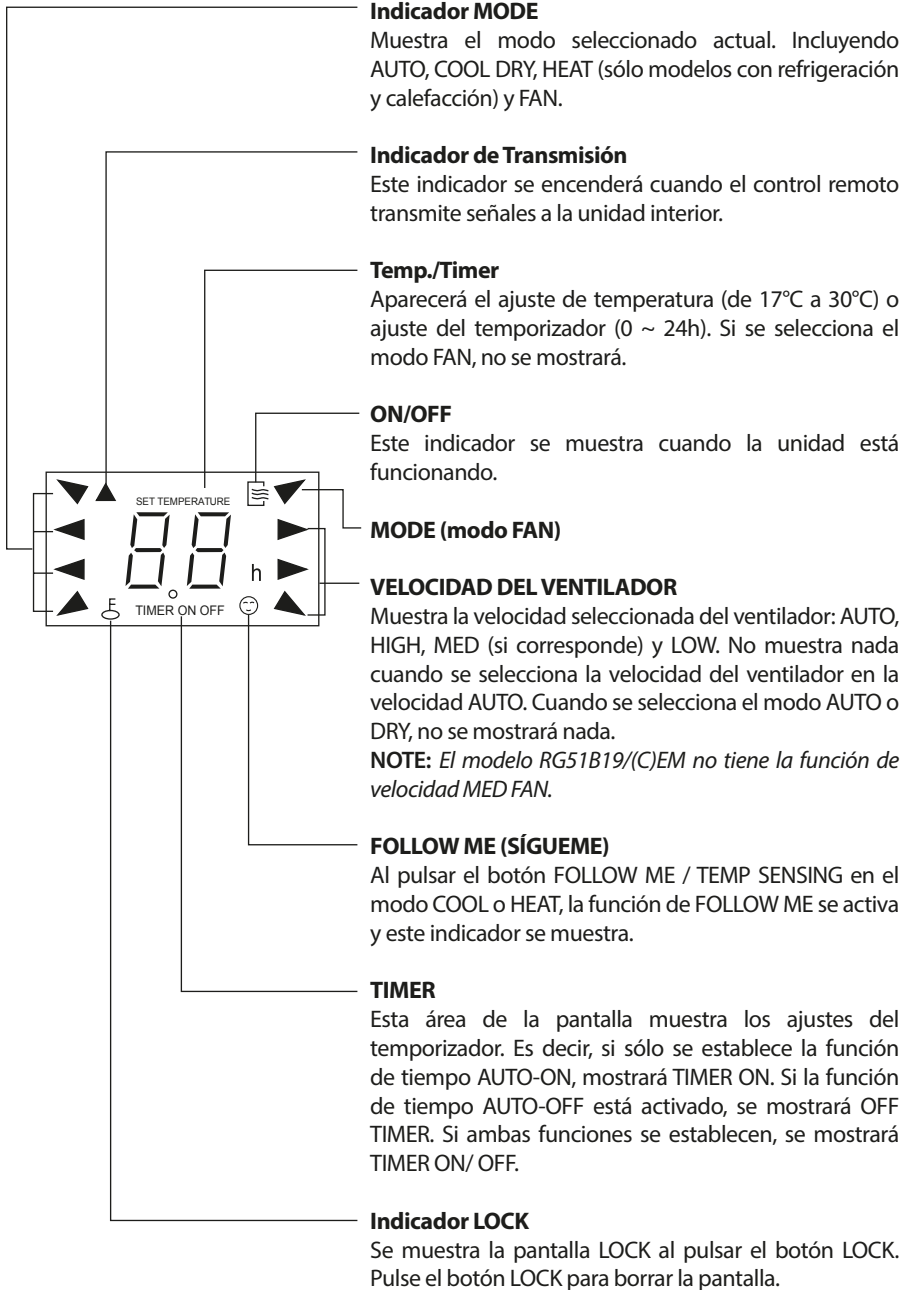 Indicador MODE
Muestra el modo seleccionado actual. Incluyendo
AUTO, COOL DRY, HEAT (sólo modelos con refrigeración
y calefacción) y FAN.
Indicador de Transmisión
Este indicador se encenderá cuando el control remoto
transmite señales a la unidad interior.
Temp./Timer
Aparecerá el ajuste de temperatura (de 17°C a 30°C) o
ajuste del temporizador (0 ~ 24h). Si se selecciona el
modo FAN, no se mostrará.
ON/OFF
Este indicador se muestra cuando la unidad está
funcionando.
SET TEMPERATURE
88
h
TIMER ON OFF
MODE (modo FAN)
VELOCIDAD DEL VENTILADOR
Muestra la velocidad seleccionada del ventilador: AUTO,
HIGH, MED (si corresponde) y LOW. No muestra nada
cuando se selecciona la velocidad del ventilador en la
velocidad AUTO. Cuando se selecciona el modo AUTO o
DRY, no se mostrará nada.
NOTE: El modelo RG51B19/(C)EM no tiene la función de
velocidad MED FAN.
FOLLOW ME (SÍGUEME)
Al pulsar el botón FOLLOW ME / TEMP SENSING en el
modo COOL o HEAT, la función de FOLLOW ME se activa
y este indicador se muestra.
TIMER
Esta área de la pantalla muestra los ajustes del
temporizador. Es decir, si sólo se establece la función
de tiempo AUTO-ON, mostrará TIMER ON. Si la función
de tiempo AUTO-OFF está activado, se mostrará OFF
TIMER. Si ambas funciones se establecen, se mostrará
TIMER ON/ OFF.
Indicador LOCK
Se muestra la pantalla LOCK al pulsar el botón LOCK.
Pulse el botón LOCK para borrar la pantalla.